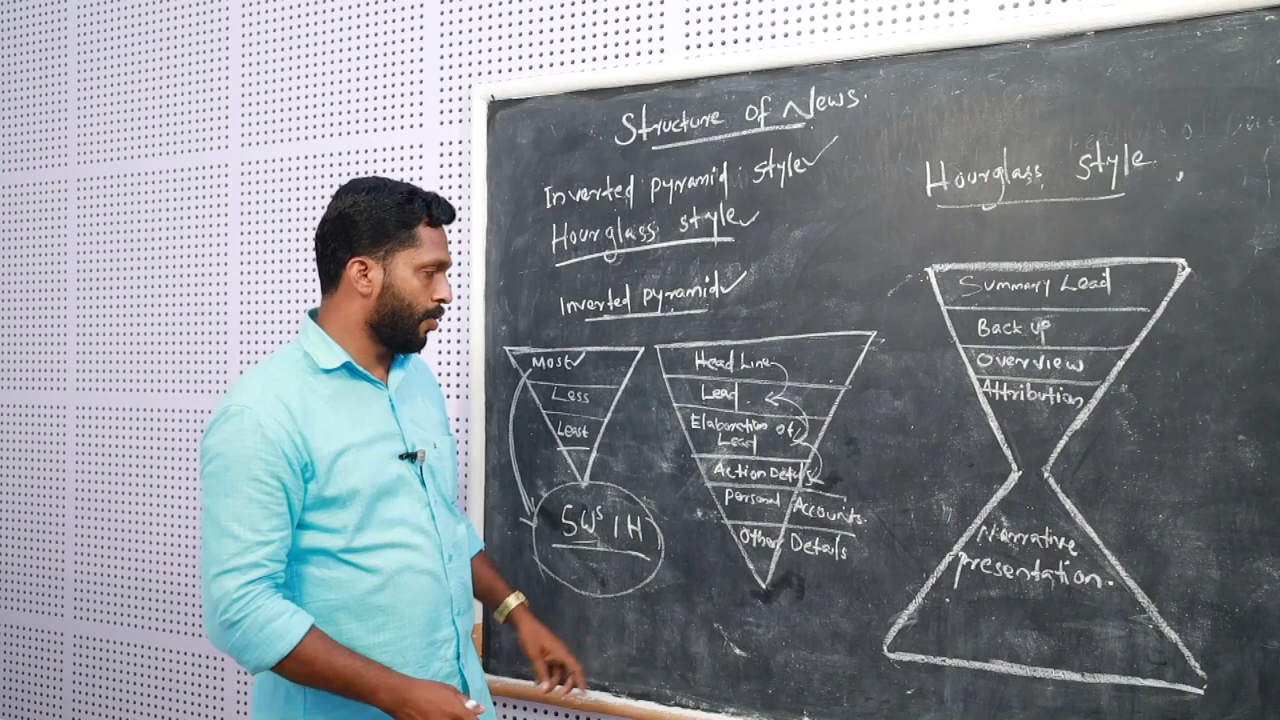 Structure of News.
Inverted pyramid style
Hourglass style
Inverted pyramid
Most
Less
Least
5Ws 1H
Head Line
Lead
Elaboration of
Lead
Action Details
Personal Accounts
Other Details
Hourglass style
Summary Lead
Back up
Overview
Attribution
Narrative
presentation.